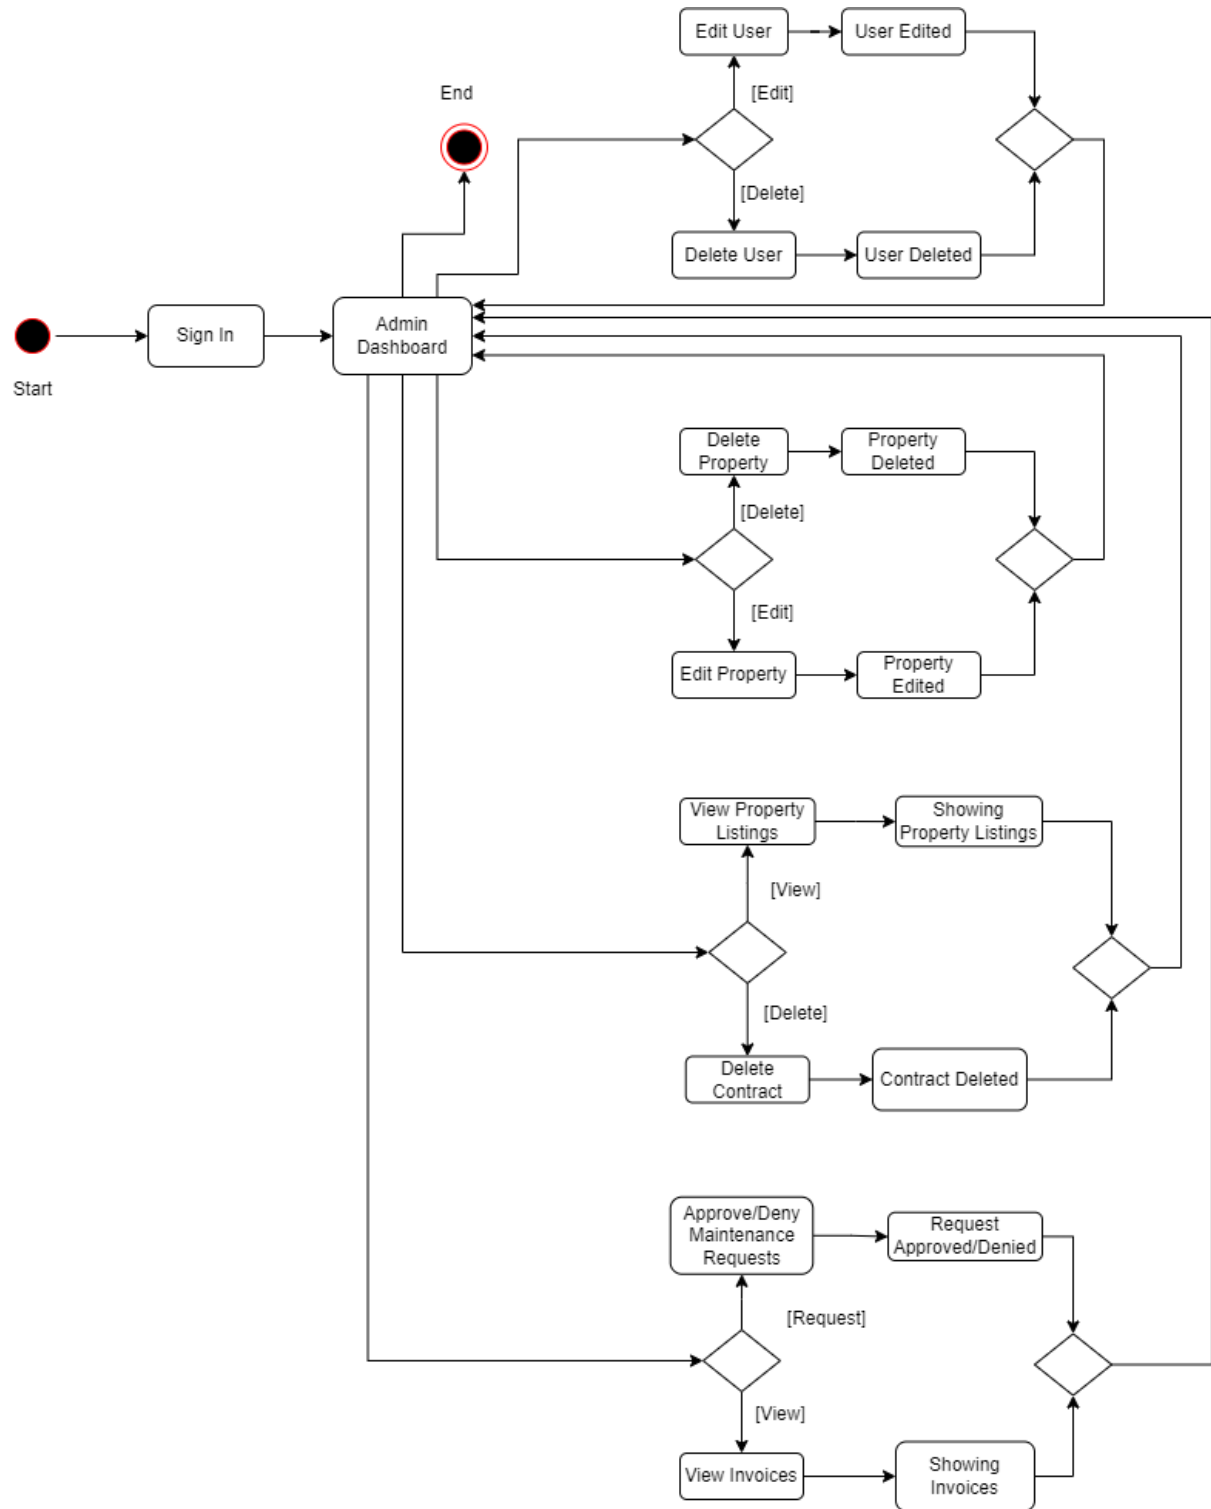 Edit User
User Edited
End
[Edit]
[Delete]
Delete User
User Deleted
Sign In
Admin
Dashboard
Start
Delete
Property
Property
Deleted
[Delete]
[Edit]
Edit Property
Property
Edited
View Property
Listings
Showing
Property Listings
[View]
[Delete]
Delete
Contract
Contract Deleted
Approve/Deny
Maintenance
Requests
Request
Approved/Denied
[Request]
[View]
View Invoices
Showing
Invoices